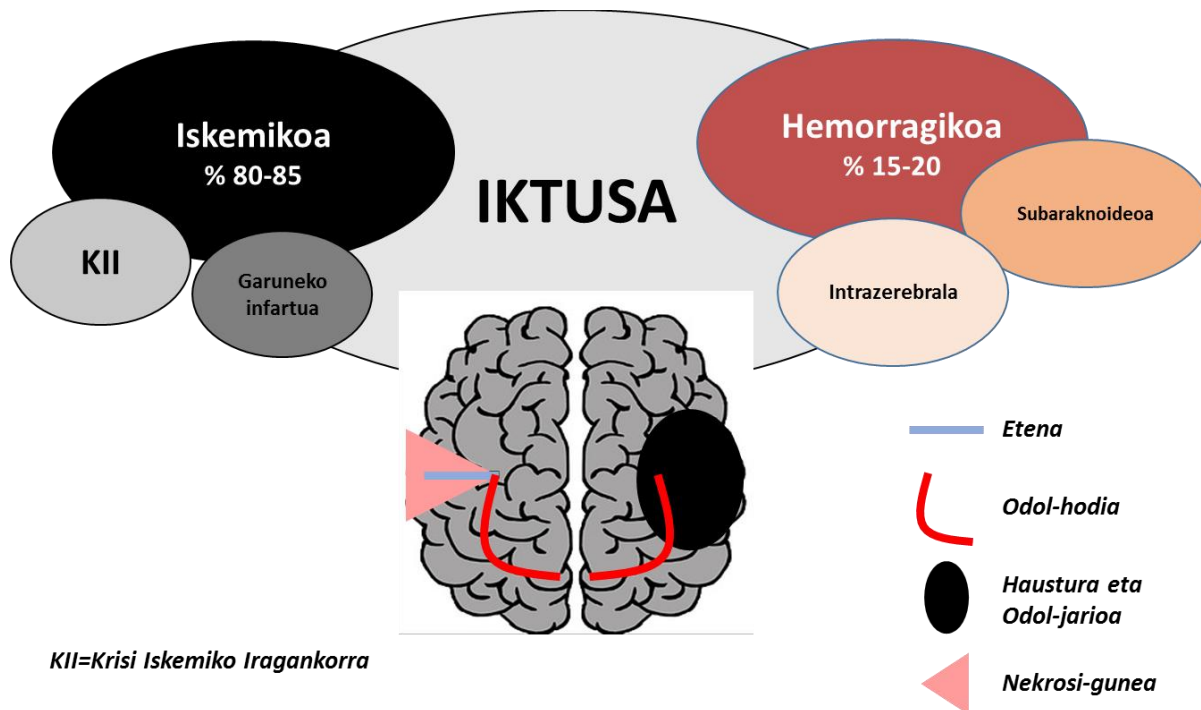 Iskemikoa
% 80-85
Hemorragikoa
% 15-20
IKTUSA
Subaraknoideoa
KII
Garuneko
infartua
Intrazerebrala
Etena
Odol-hodia
Haustura eta
Odol-jarioa
Nekrosi-gunea
KII=Krisi Iskemiko Iragankorra